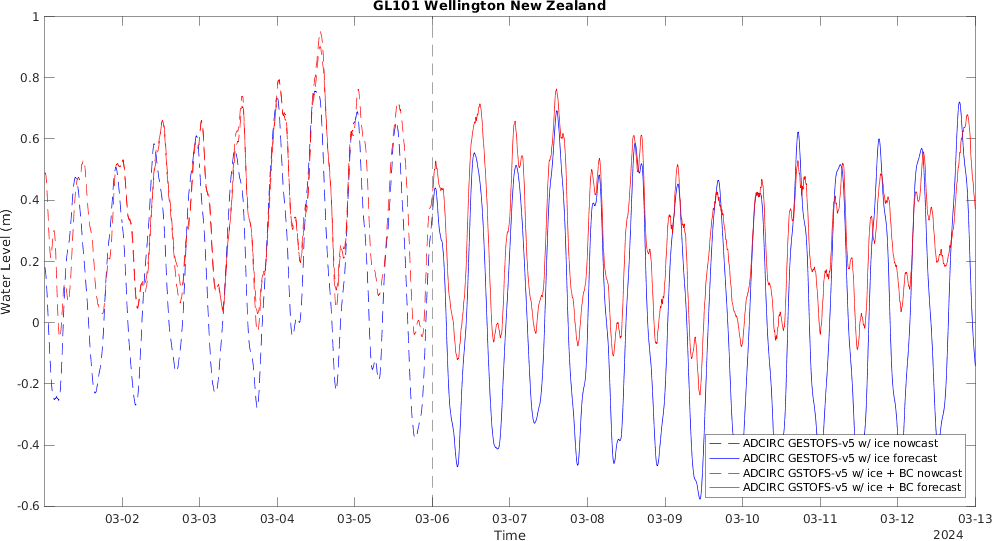 GL101 Wellington New Zealand
1
0.8
0.6
0.4
0.2
0
-0.2
-0.4
-0.6
Water Level (m)
ADCIRC GESTOFS-v5 w/ ice nowcast
ADCIRC GESTOFS-v5 w/ ice forecast
ADCIRC GSTOFS-v5 w/ ice + BC nowcast
ADCIRC GSTOFS-v5 w/ ice + BC forecast
03-02 03-03 03-04 03-05 03-06 03-07 03-08 03-09 03-10 03-11 03-12 03-13
Time
2024